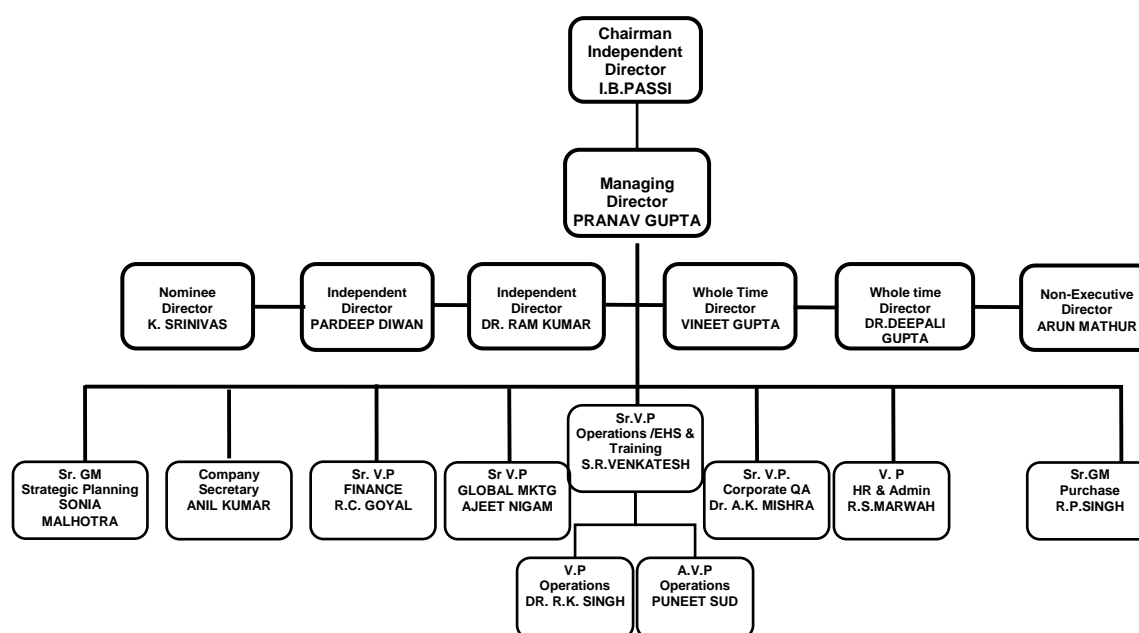 Chairman
Independent
Director
I.B.PASSI
Managing
Director
PRANAV GUPTA
Nominee
Director
K. SRINIVAS
Independent
Director
PARDEEP DIWAN
Independent
Director
DR. RAM KUMAR
Whole Time
Director
VINEET GUPTA
Whole time
Director
DR.DEEPALI
GUPTA
Non-Executive
Director
ARUN MATHUR
Sr. GM
Strategic Planning
SONIA
MALHOTRA
Company
Secretary
ANIL KUMAR
Sr. V.P
FINANCE
R.C. GOYAL
Sr V.P
GLOBAL MKTG
AJEET NIGAM
Sr.V.P
Operations /EHS &
Training
S.R.VENKATESH
Sr. V.P.
Corporate QA
Dr. A.K. MISHRA
V. P
HR & Admin
R.S.MARWAH
Sr.GM
Purchase
R.P.SINGH
V.P
Operations
DR. R.K. SINGH
A.V.P
Operations
PUNEET SUD